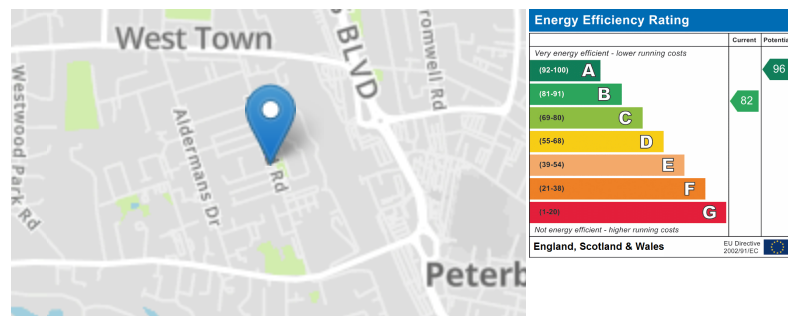 West Town
S BLVD
romwell Rd
Westwood Park Rd
Aldermans Dr
Rd
Peterb
Energy Efficiency Rating
Current Potentia
Very energy efficient - lower running costs
(92-100) A
96
(81-91) B
82
(69-80) C
(55-68) D
(39-54) E
(21-38) F
(1-20) G
Not energy efficient - higher running costs
England, Scotland & Wales
EU Directive
2002/91/EC